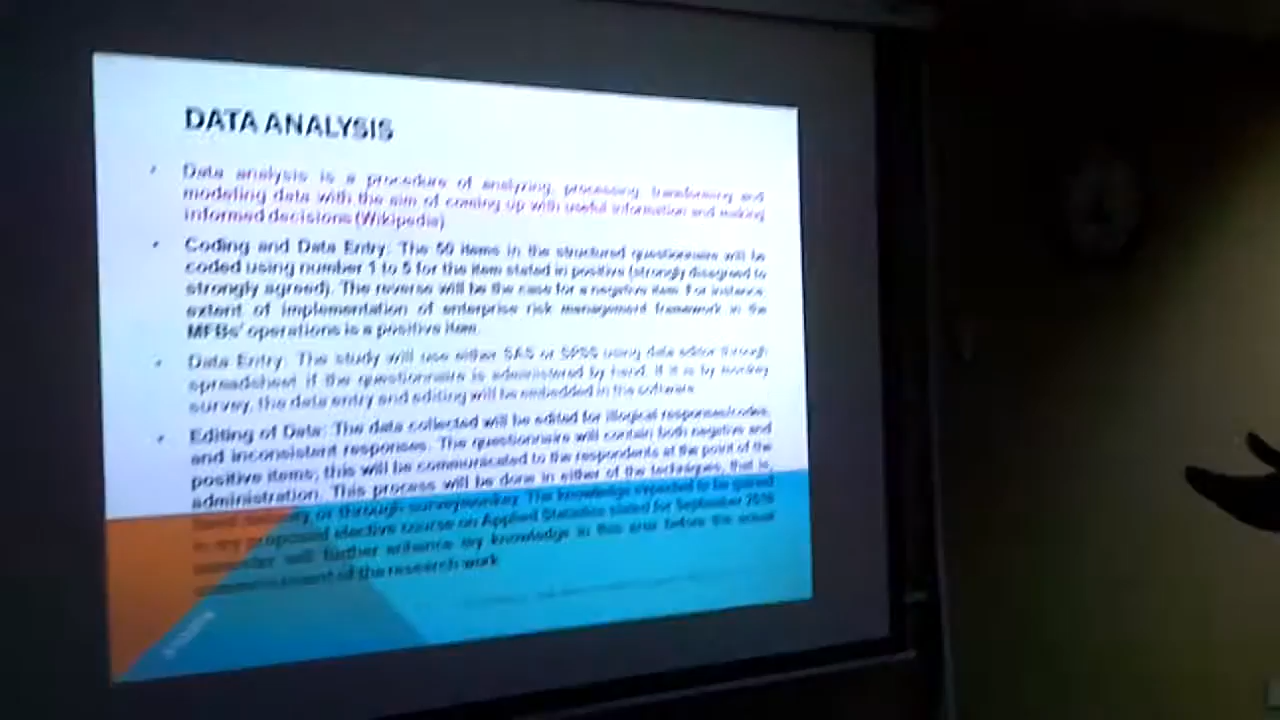 DATA ANALYSIS
• Data analysis is a procedure of analyzing, processing, transforming and
modeling data with the aim of coming up with useful information and making
informed decisions (Wikipedia)
• Coding and Data Entry: The 50 items in the structured questionnaire will be
coded using number 1 to 5 for the item stated in positive (strongly disagreed to
strongly agreed). The reverse will be the case for a negative item. For instance,
extent of implementation of enterprise risk management framework in the
MFBs' operations is a positive item.
• Data Entry: The study will use either SAS or SPSS using data editor through
spreadsheet if the questionnaire is administered by hand. If it is by monkey
survey, the data entry and editing will be embedded in the software
• Editing of Data: The data collected will be edited for illogical responses/codes,
and inconsistent responses. The questionnaire will contain both negative and
positive items; this will be communicated to the respondents at the point of the
administration. This process will be done in either of the techniques, that is,
or through surveymonkey. The knowledge expected to be gained
in my proposed elective course on Applied Statistics slated for September 2016
semester will further enhance my knowledge in this area before the actual
commencement of the research work